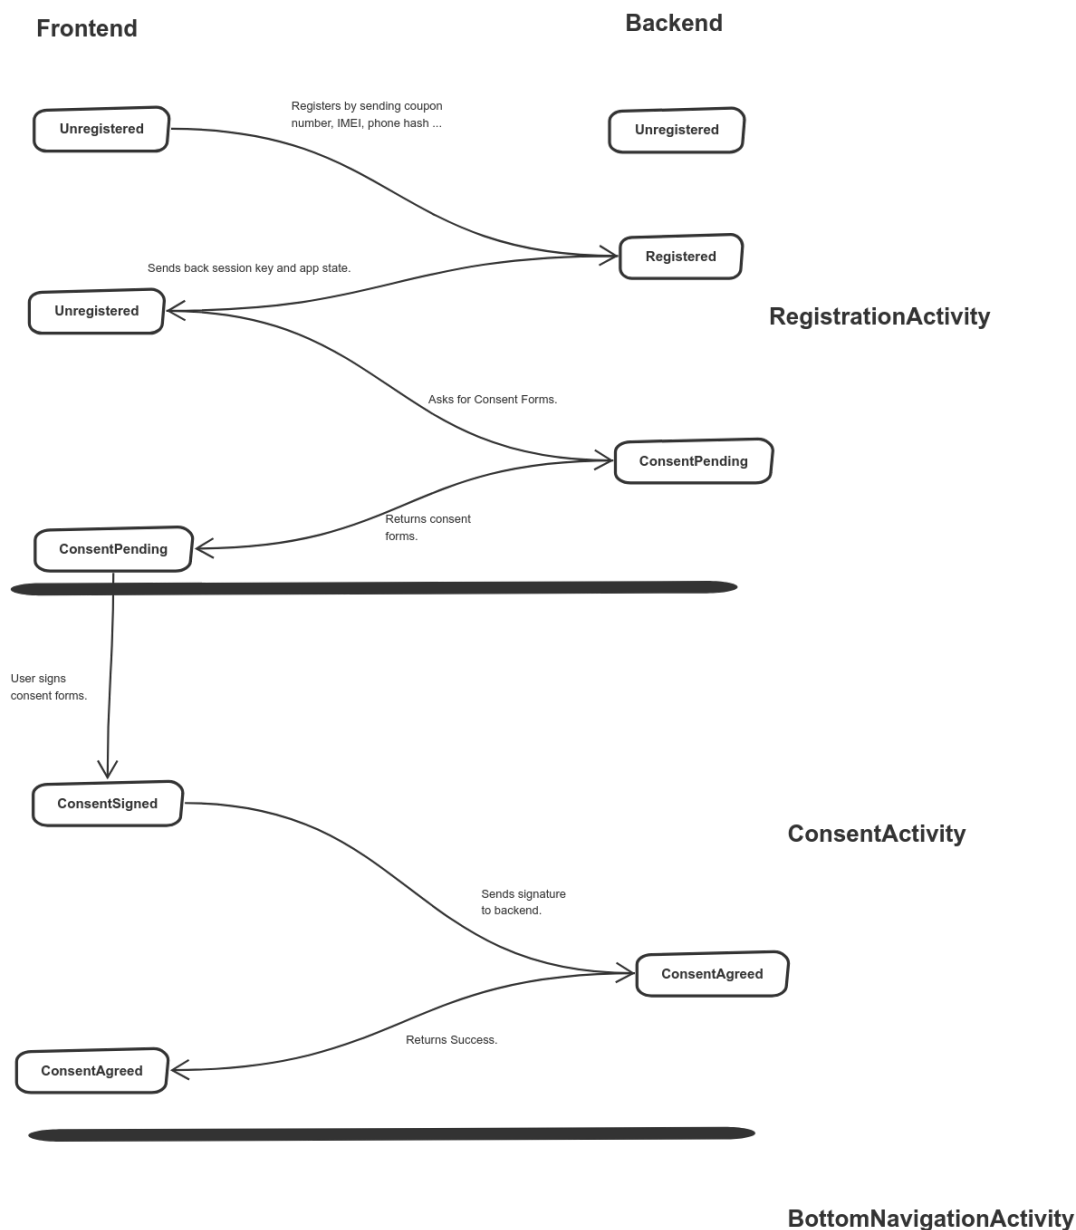 Frontend
Backend
Registers by sending coupon
number, IMEI, phone hash ...
Unregistered
Unregistered
Registered
Sends back session key and app state.
Unregistered
RegistrationActivity
Asks for Consent Forms.
ConsentPending
Returns consent
forms.
ConsentPending
User signs
consent forms.
ConsentSigned
ConsentActivity
Sends signature
to backend.
ConsentAgreed
Returns Success.
ConsentAgreed
BottomNavigationActivity